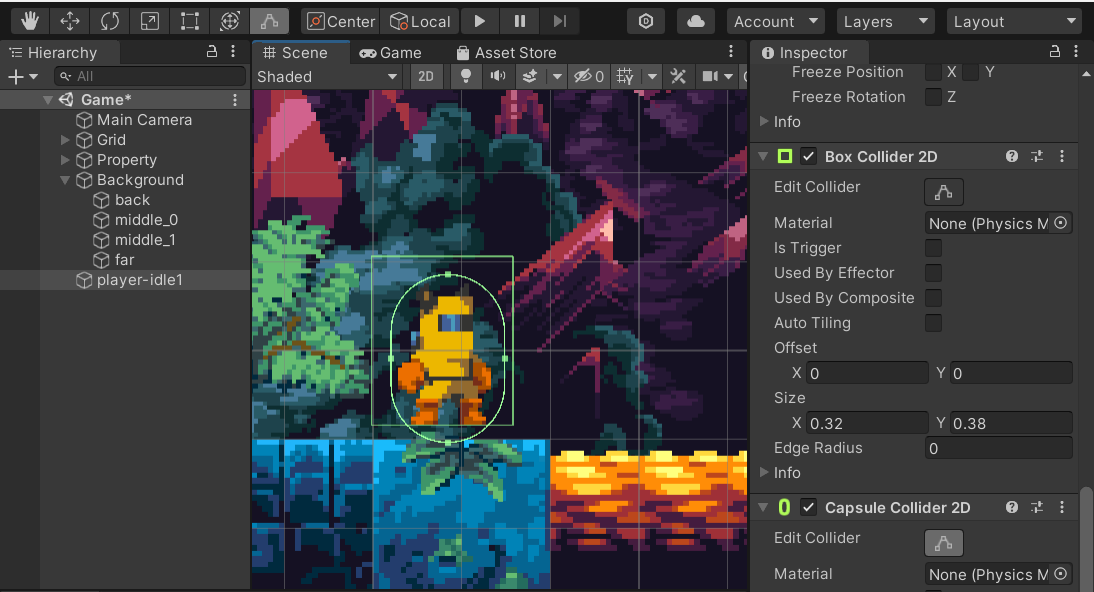 Center Local Account Layers Layout
Hierarchy
All
Game*
Main Camera
Grid
Property
Background
back
middle_0
middle_1
far
player-idle1
Scene Game Asset Store
Shaded 2D 0
Inspector
Freeze Position X Y
Freeze Rotation Z
Info
Box Collider 2D
Edit Collider
Material None (Physics M
Is Trigger
Used By Effector
Used By Composite
Auto Tiling
Offset
X 0 Y 0
Size
X 0.32 Y 0.38
Edge Radius 0
Info
Capsule Collider 2D
Edit Collider
Material None (Physics M